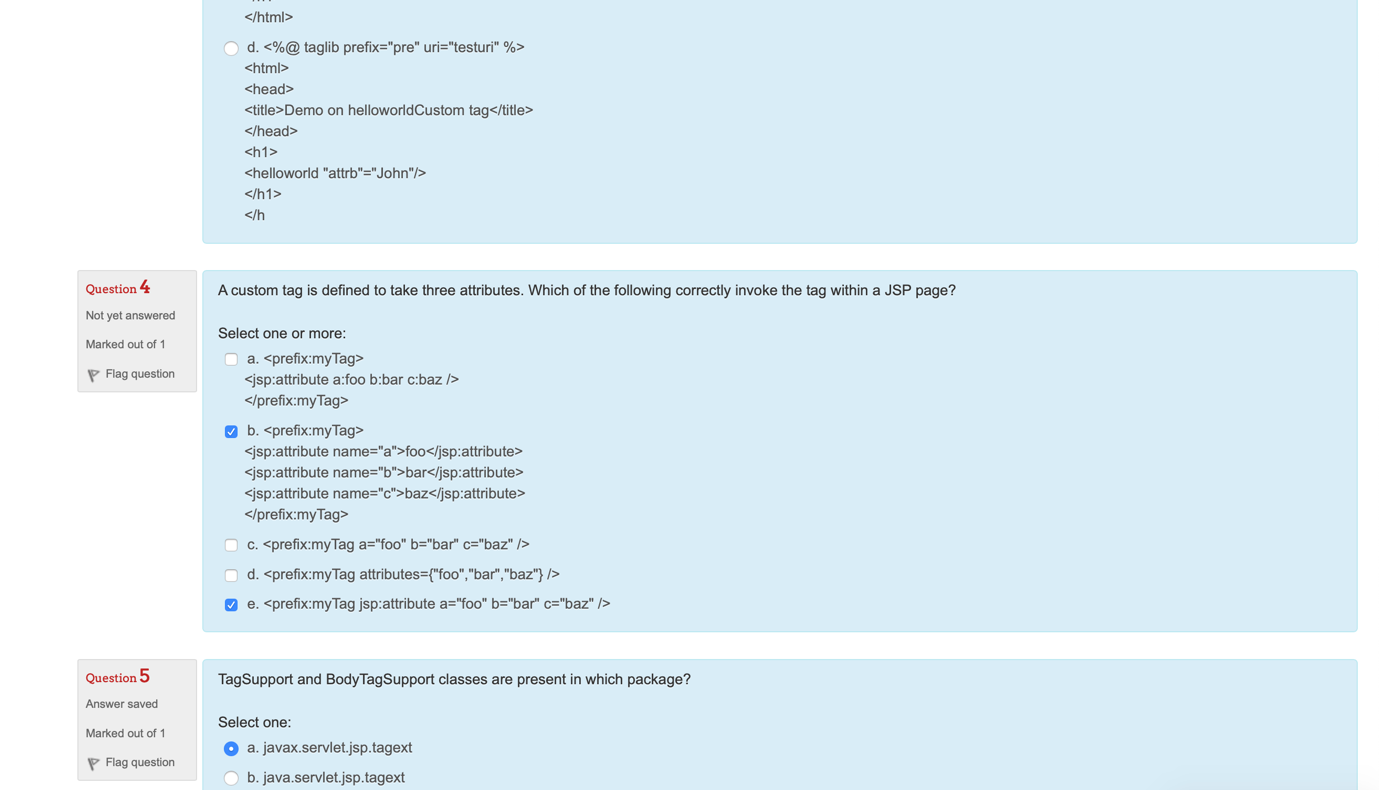 </html>
d. <%@ taglib prefix="pre" uri="testuri" %>
<html>
<head>
<title>Demo on helloworldCustom tag</title>
</head>
<h1>
<helloworld "attrb"="John"/>
</h1>
</h
Question 4
Not yet answered
Marked out of 1
Flag question
A custom tag is defined to take three attributes. Which of the following correctly invoke the tag within a JSP page?
Select one or more:
a. <prefix:myTag>
<jsp:attribute a:foo b:bar c:baz />
</prefix:myTag>
b. <prefix:myTag>
<jsp:attribute name="a">foo</jsp:attribute>
<jsp:attribute name="b">bar</jsp:attribute>
<jsp:attribute name="c">baz</jsp:attribute>
</prefix:myTag>
c. <prefix:myTag a="foo" b="bar" c="baz" />
d. <prefix:myTag attributes={"foo","bar","baz"} />
e. <prefix:myTag jsp:attribute a="foo" b="bar" c="baz" />
Question 5
Answer saved
Marked out of 1
Flag question
TagSupport and BodyTagSupport classes are present in which package?
Select one:
a. javax.servlet.jsp.tagext
b. java.servlet.jsp.tagext